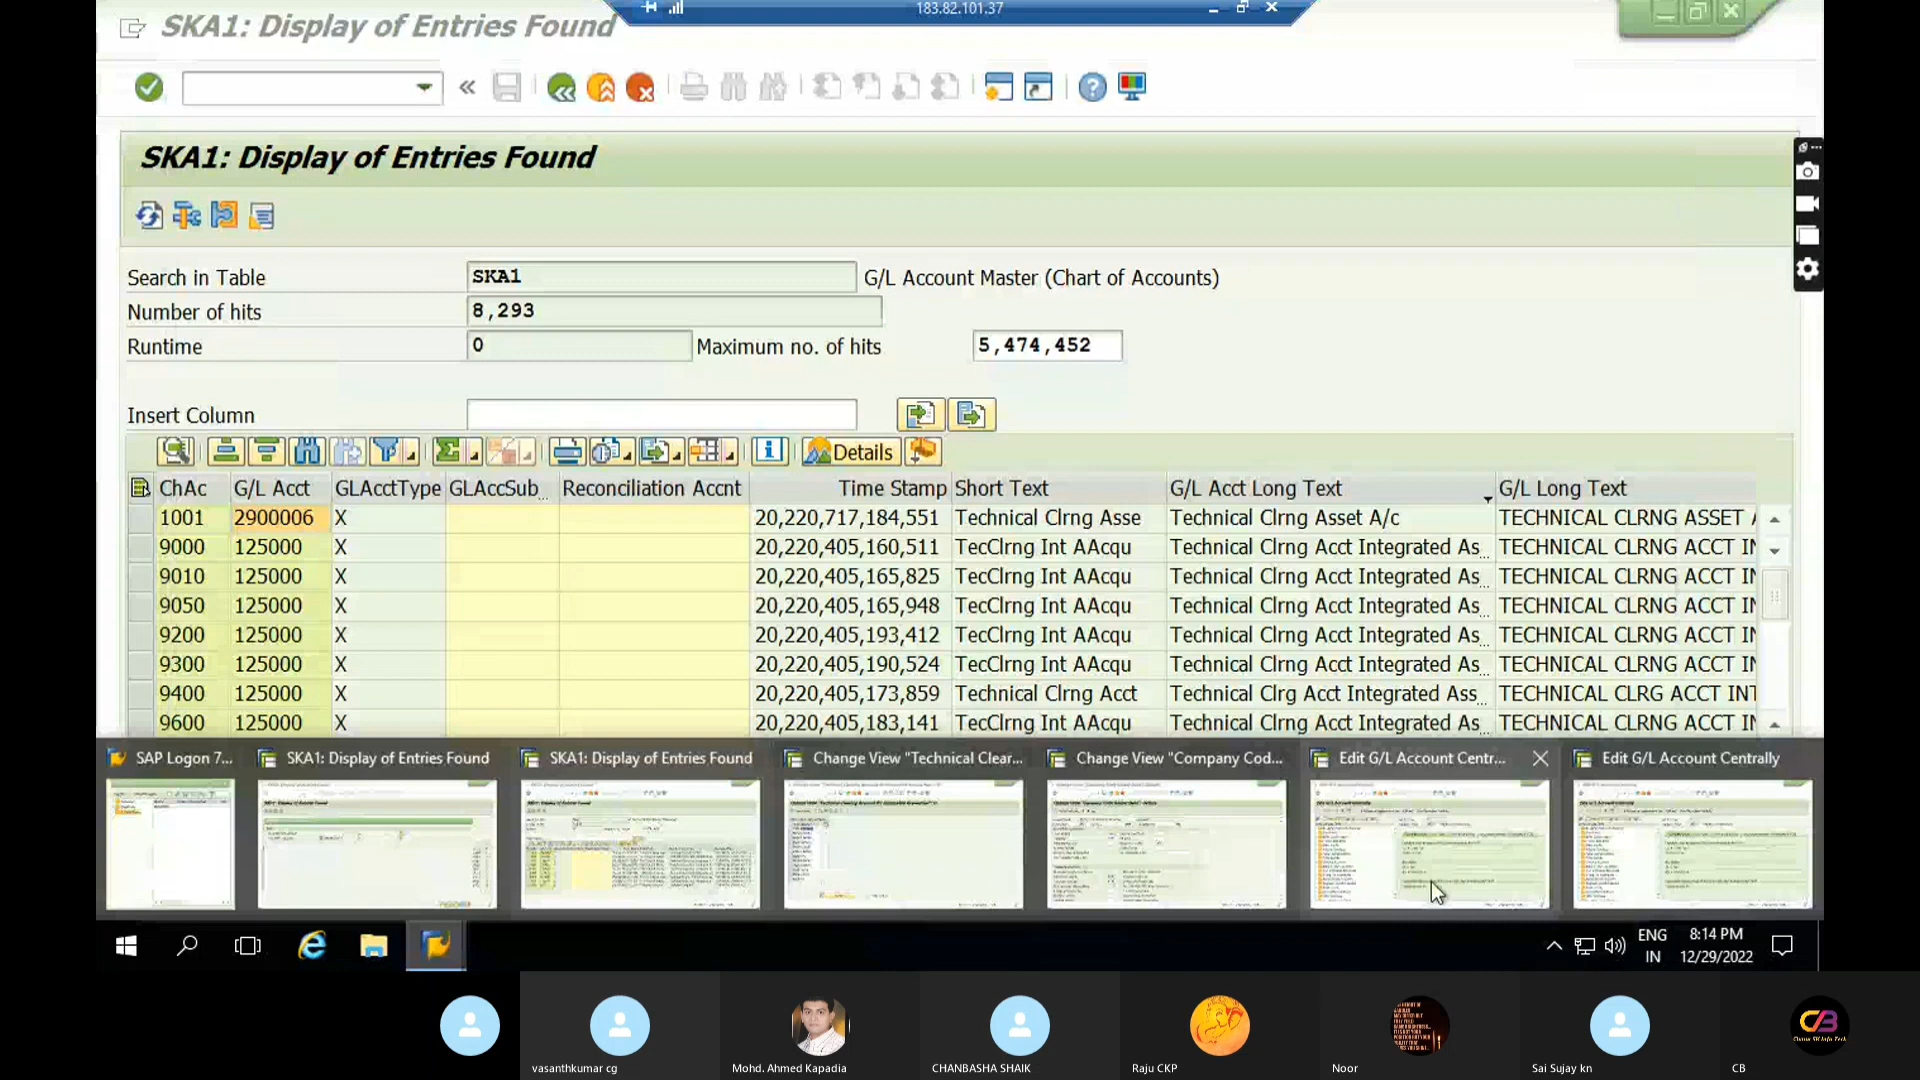 183.82.101.37
SKA1: Display of Entries Found
SKA1: Display of Entries Found
Search in Table SKA1 G/L Account Master (Chart of Accounts)
Number of hits 8,293
Runtime 0 Maximum no. of hits 5,474,452
Insert Column
Details
ChAc G/L Acct GLAcctType GLAccSub Reconciliation Accnt Time Stamp Short Text G/L Acct Long Text G/L Long Text
1001 2900006 X 20,220,717,184,551 Technical Clrng Asse Technical Clrng Asset A/c TECHNICAL CLRNG ASSET
9000 125000 X 20,220,405,160,511 TecClrng Int AAcqu Technical Clrng Acct Integrated As TECHNICAL CLRNG ACCT
9010 125000 X 20,220,405,165,825 TecClrng Int AAcqu Technical Clrng Acct Integrated As TECHNICAL CLRNG ACCT
9050 125000 X 20,220,405,165,948 TecClrng Int AAcqu Technical Clrng Acct Integrated As TECHNICAL CLRNG ACCT
9200 125000 X 20,220,405,193,412 TecClrng Int AAcqu Technical Clrng Acct Integrated As TECHNICAL CLRNG ACCT
9300 125000 X 20,220,405,190,524 TecClrng Int AAcqu Technical Clrng Acct Integrated As TECHNICAL CLRNG ACCT
9400 125000 X 20,220,405,173,859 Technical Clrng Acct Technical Clrg Acct Integrated Ass TECHNICAL CLRG ACCT INT
9600 125000 X 20,220,405,183,141 TecClrng Int AAcqu Technical Clrng Acct Integrated As TECHNICAL CLRNG ACCT
SAP Logon 7... SKA1: Display of Entries Found SKA1: Display of Entries Found Change View "Technical Clear... Change View "Company Cod... Edit G/L Account Centr... Edit G/L Account Centrally
ENG 8:14 PM
IN 12/29/2022
vasanthkumar cg Mohd. Ahmed Kapadia CHANBASHA SHAIK Raju CKP Noor Sai Sujay kn CB